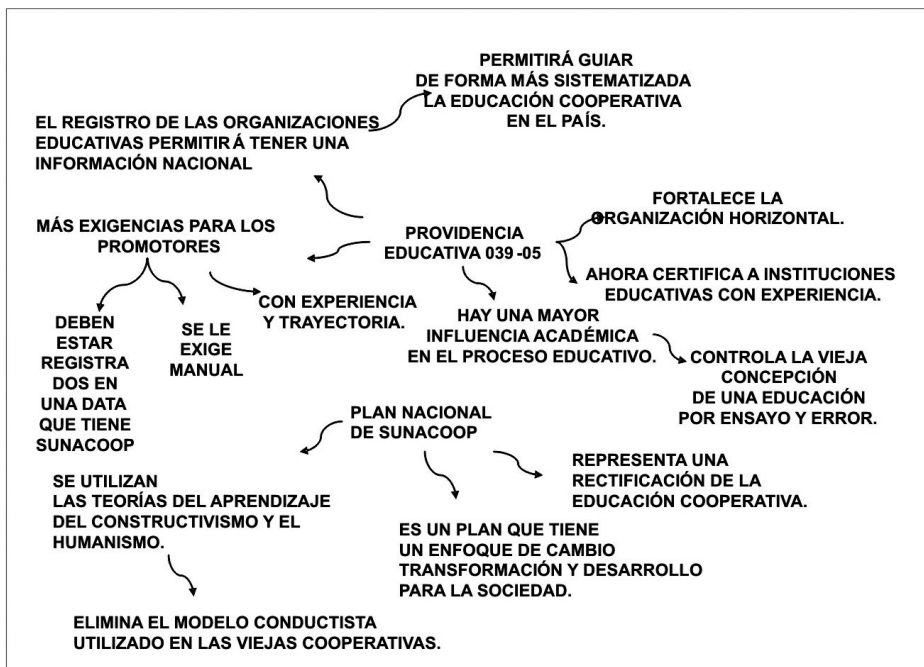 PERMITIRÁ GUIAR
DE FORMA MÁS SISTEMATIZADA
LA EDUCACIÓN COOPERATIVA
EN EL PAÍS.
EL REGISTRO DE LAS ORGANIZACIONES
EDUCATIVAS PERMITIRÁ TENER UNA
INFORMACIÓN NACIONAL
FORTALECE LA
ORGANIZACIÓN HORIZONTAL.
MÁS EXIGENCIAS PARA LOS
PROMOTORES
PROVIDENCIA
EDUCATIVA 039-05
AHORA CERTIFICA A INSTITUCIONES
EDUCATIVAS CON EXPERIENCIA.
CON EXPERIENCIA
Y TRAYECTORIA.
HAY UNA MAYOR
INFLUENCIA ACADÉMICA
EN EL PROCESO EDUCATIVO.
DEBEN
ESTAR
REGISTRA
DOS EN
UNA DATA
QUE TIENE
SUNACOOP
SE LE
EXIGE
MANUAL
CONTROLA LA VIEJA
CONCEPCIÓN
DE UNA EDUCACIÓN
POR ENSAYO Y ERROR.
PLAN NACIONAL
DE SUNACOOP
REPRESENTA UNA
RECTIFICACIÓN DE LA
EDUCACIÓN COOPERATIVA.
SE UTILIZAN
LAS TEORÍAS DEL APRENDIZAJE
DEL CONSTRUCTIVISMO Y EL
HUMANISMO.
ES UN PLAN QUE TIENE
UN ENFOQUE DE CAMBIO
TRANSFORMACIÓN Y DESARROLLO
PARA LA SOCIEDAD.
ELIMINA EL MODELO CONDUCTISTA
UTILIZADO EN LAS VIEJAS COOPERATIVAS.